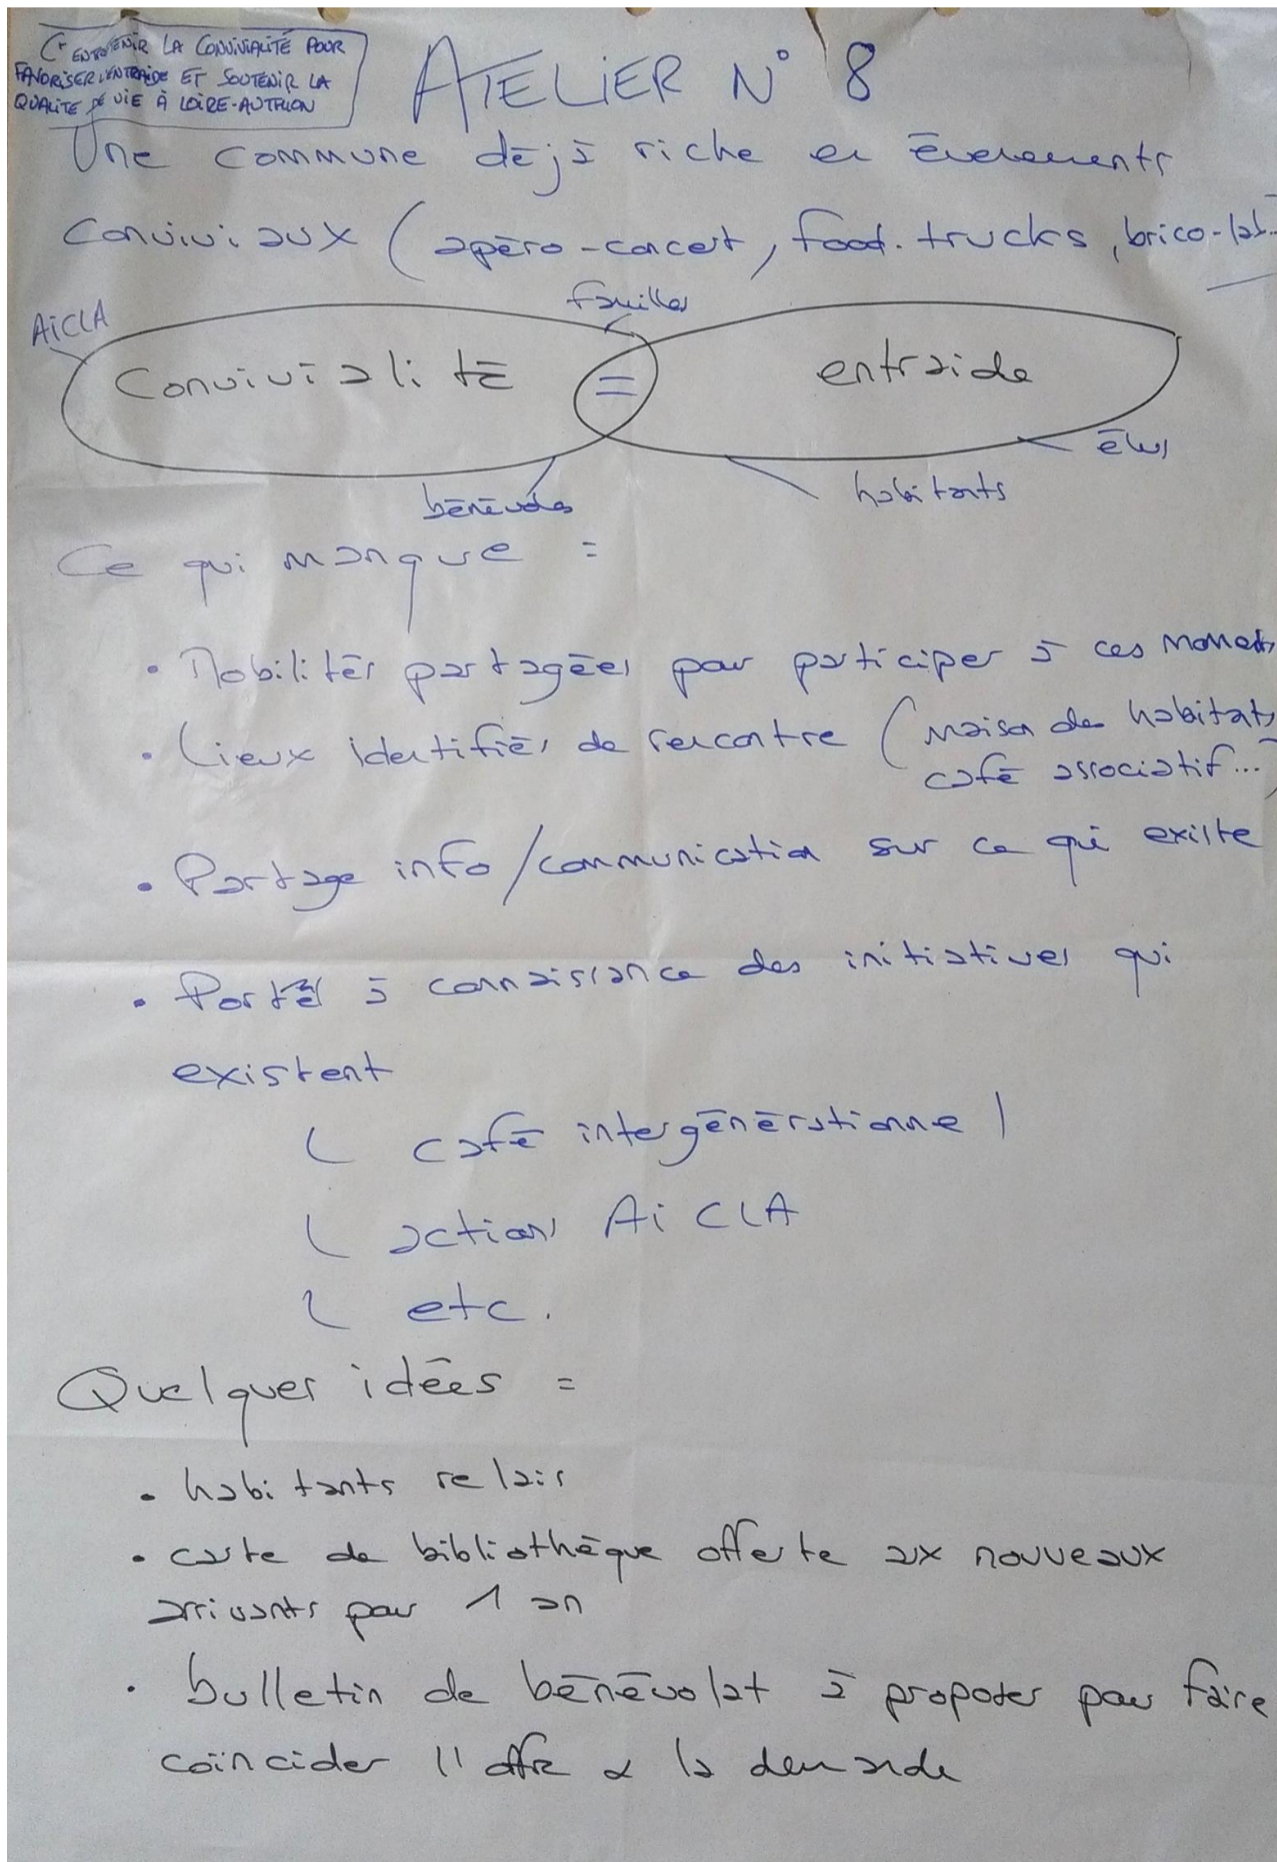 ENTRETENIR LA CONVIVIALITÉ POUR
FAVORISER L'ENTRAIDE ET SOUTENIR LA
QUALITE DE VIE À LOIRE-AUTHION
ATELIER N° 8
Une commune déjà riche en évenements
conviviaux (apéro-concert, food-trucks, brico-lab...
AiCLA
familles
Convivialité = entraide
élus
bénévoles
habitants
Ce qui manque =
• Mobilités partagées pour participer à ces moments
• Lieux identifiés de rencontre (maison des habitants,
café associatif...)
• Partage info/communication sur ce qui existe
• Porté à connaissance des initiatives qui
existent
( café intergénérationnel
( actions AiCLA
( etc.
Quelques idées =
• habitants relais
• carte de bibliothèque offerte aux nouveaux
arrivants pour 1 an
• bulletin de bénévolat à proposer pour faire
coïncider l'offre & la demande